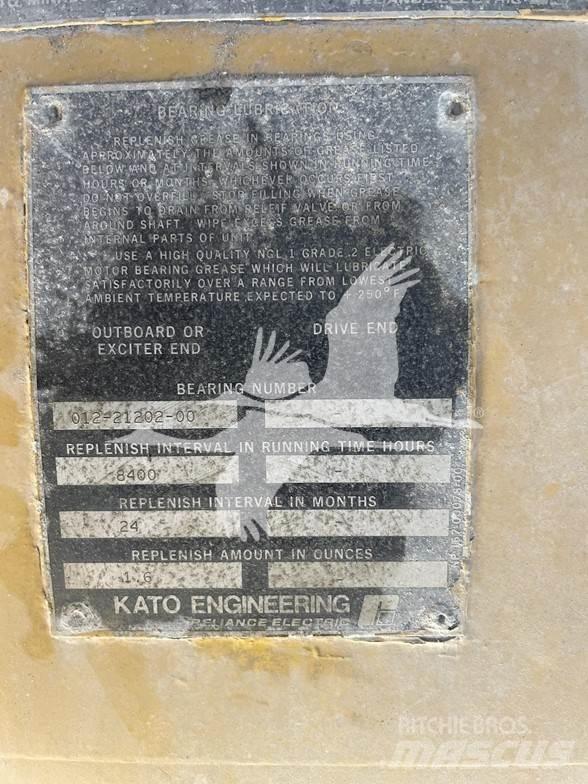 BEARING LUBRICATION
REPLENISH GREASE IN BEARINGS USING
APPROXIMATELY THE AMOUNTS OF GREASE LISTED
BELOW AND AT INTERVALS SHOWN IN RUNNING TIME
HOURS OR MONTHS, WHICHEVER OCCURS FIRST.
DO NOT OVERFILL. STOP FILLING WHEN GREASE
BEGINS TO DRAIN FROM RELIEF VALVE OR FROM
AROUND SHAFT. WIPE EXCESS GREASE FROM
INTERNAL PARTS OF UNIT.
USE A HIGH QUALITY NGL.1 GRADE.2 ELECTRIC
MOTOR BEARING GREASE WHICH WILL LUBRICATE
SATISFACTORILY OVER A RANGE FROM LOWEST
AMBIENT TEMPERATURE EXPECTED TO +250°F.
OUTBOARD OR DRIVE END
EXCITER END
BEARING NUMBER
012-21202-00 -
REPLENISH INTERVAL IN RUNNING TIME HOURS
8400 -
REPLENISH INTERVAL IN MONTHS
24
REPLENISH AMOUNT IN OUNCES
1.6 -
KATO ENGINEERING
RELIANCE ELECTRIC
RITCHIE BROS.
MASCUS